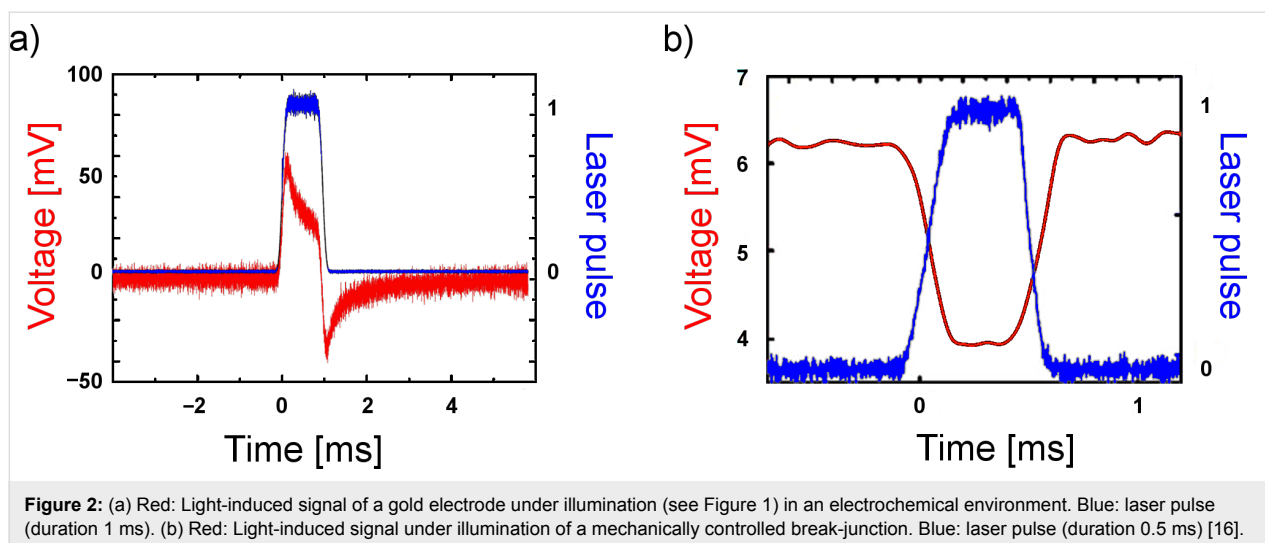 a)
100
50
0
−50
Voltage [mV]
1
0
Laser pulse
−2 0 2 4
Time [ms]
b)
7
6
5
4
Voltage [mV]
1
0
Laser pulse
0 1
Time [ms]
Figure 2: (a) Red: Light-induced signal of a gold electrode under illumination (see Figure 1) in an electrochemical environment. Blue: laser pulse
(duration 1 ms). (b) Red: Light-induced signal under illumination of a mechanically controlled break-junction. Blue: laser pulse (duration 0.5 ms) [16].